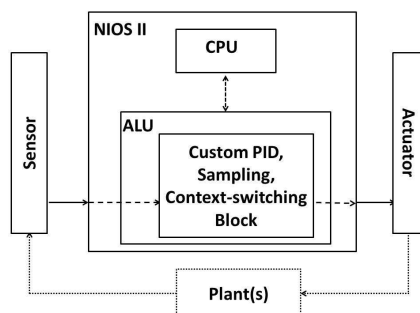 NIOS II
CPU
ALU
Sensor
Custom PID,
Sampling,
Context-switching
Block
Actuator
Plant(s)